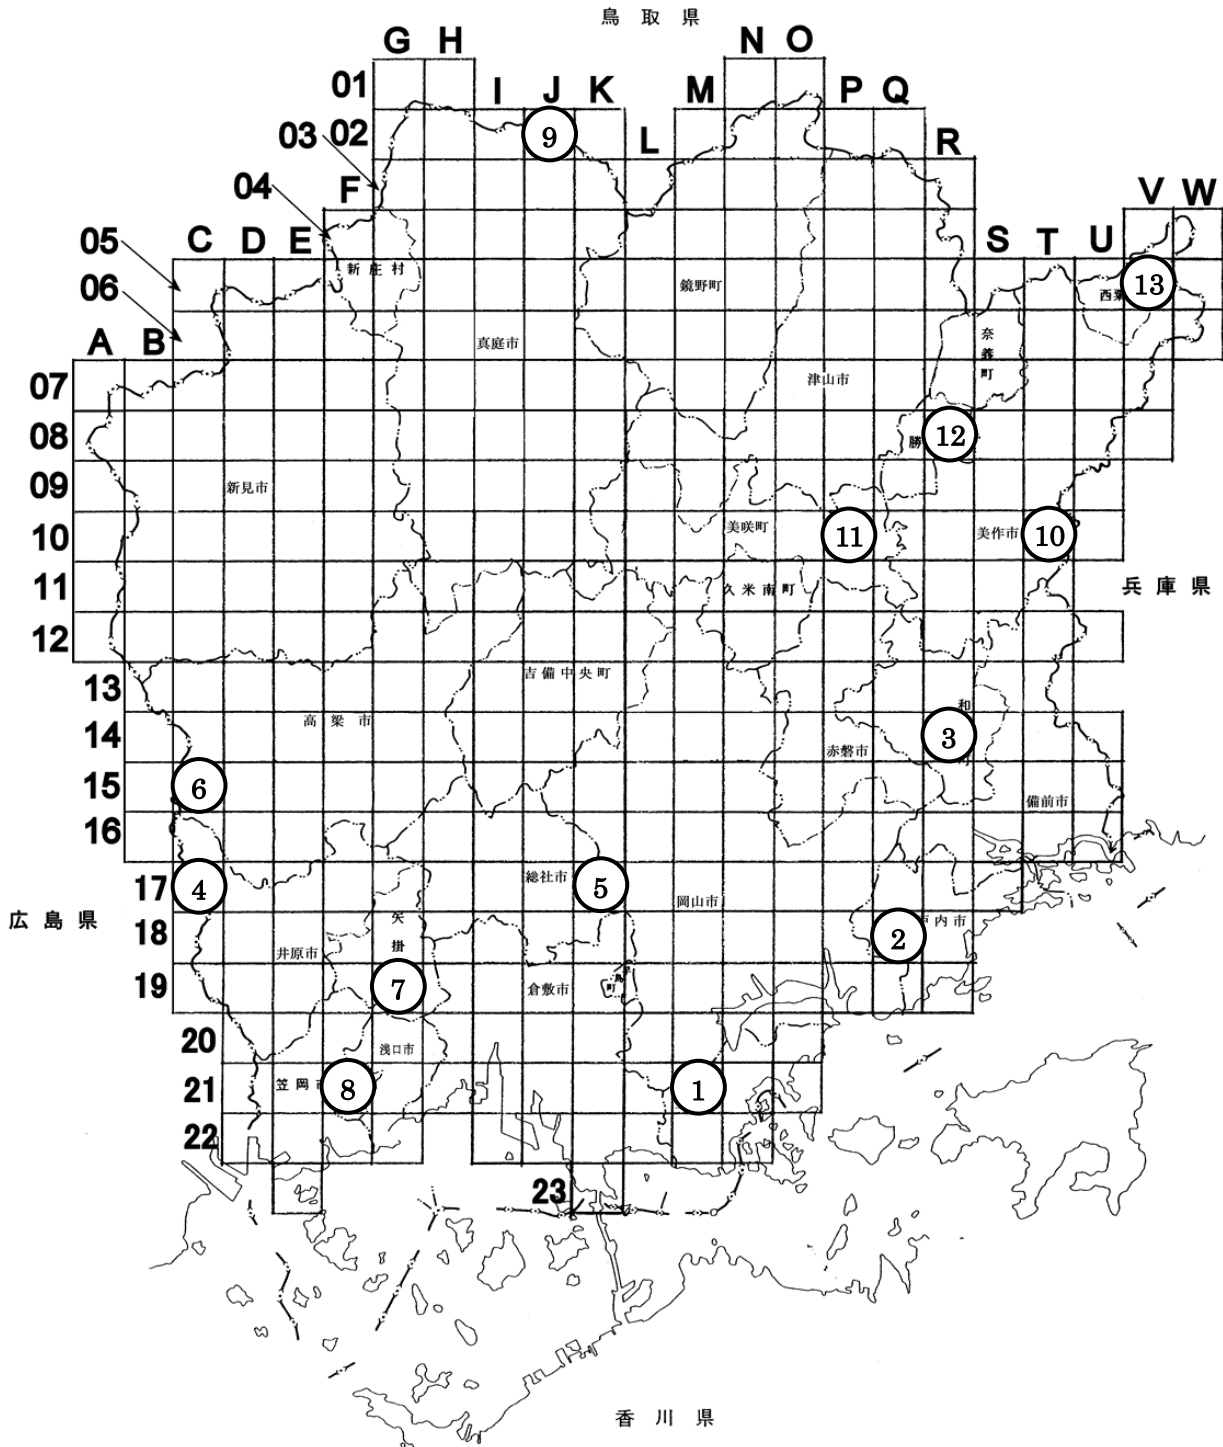 鳥取県
G H N O
01 I J K M P Q
03 02 ⑨ L R
04 F V W
05 C D E 新庄村 S T U
06 鏡野町 西粟 ⑬
A B 真庭市 奈義町
07 津山市
08 勝 ⑫
09 新見市
10 美咲町 ⑪ 美作市 ⑩
11 久米南町 兵庫県
12
13 吉備中央町
14 高梁市 赤磐市 和 ③
15 ⑥ 備前市
16
17 ④ 総社市 ⑤ 岡山市
広島県
18 矢掛 井原市 ② 内市
19 ⑦ 倉敷市 島町
20 浅口市
21 笠岡 ⑧ ①
22
23
香川県